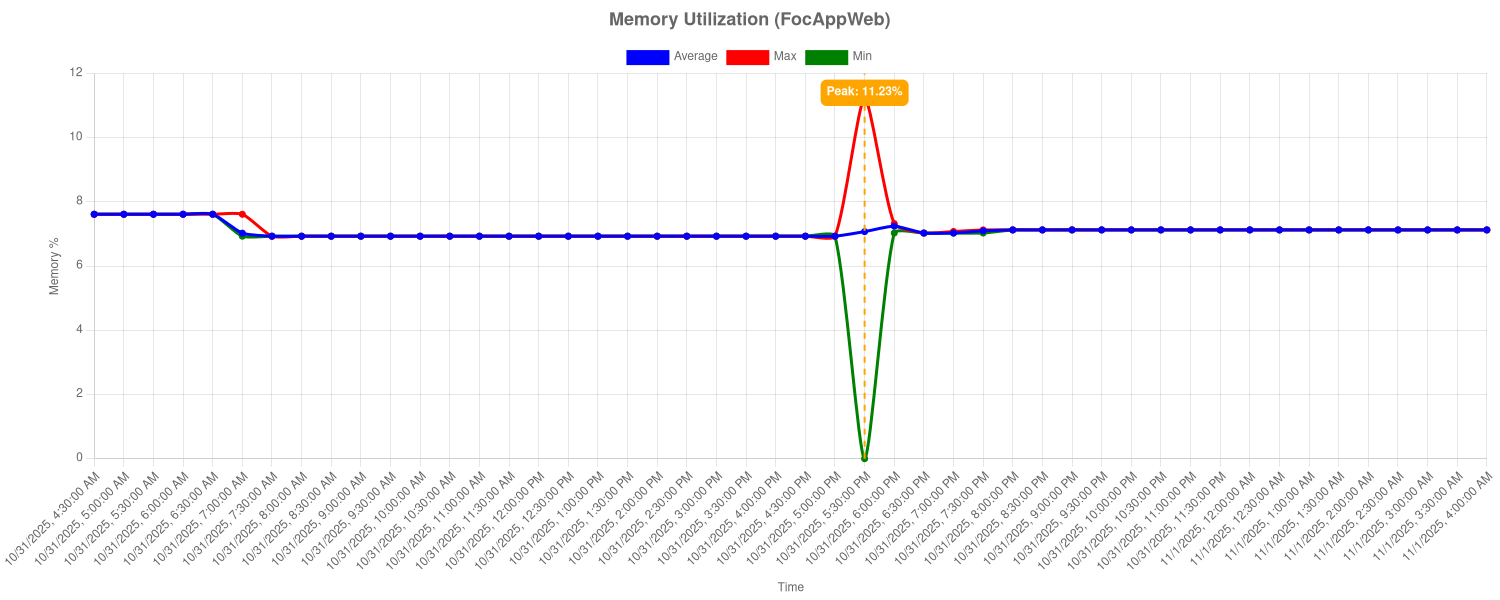 Memory Utilization (FocAppWeb)
Average Max Min
Peak: 11.23%
12
10
8
6
4
2
0
Memory %
10/31/2025, 4:30:00 AM
10/31/2025, 5:00:00 AM
10/31/2025, 5:30:00 AM
10/31/2025, 6:00:00 AM
10/31/2025, 6:30:00 AM
10/31/2025, 7:00:00 AM
10/31/2025, 7:30:00 AM
10/31/2025, 8:00:00 AM
10/31/2025, 8:30:00 AM
10/31/2025, 9:00:00 AM
10/31/2025, 9:30:00 AM
10/31/2025, 10:00:00 AM
10/31/2025, 10:30:00 AM
10/31/2025, 11:00:00 AM
10/31/2025, 11:30:00 AM
10/31/2025, 12:00:00 PM
10/31/2025, 12:30:00 PM
10/31/2025, 1:00:00 PM
10/31/2025, 1:30:00 PM
10/31/2025, 2:00:00 PM
10/31/2025, 2:30:00 PM
10/31/2025, 3:00:00 PM
10/31/2025, 3:30:00 PM
10/31/2025, 4:00:00 PM
10/31/2025, 4:30:00 PM
10/31/2025, 5:00:00 PM
10/31/2025, 5:30:00 PM
10/31/2025, 6:00:00 PM
10/31/2025, 6:30:00 PM
10/31/2025, 7:00:00 PM
10/31/2025, 7:30:00 PM
10/31/2025, 8:00:00 PM
10/31/2025, 8:30:00 PM
10/31/2025, 9:00:00 PM
10/31/2025, 9:30:00 PM
10/31/2025, 10:00:00 PM
10/31/2025, 10:30:00 PM
10/31/2025, 11:00:00 PM
10/31/2025, 11:30:00 PM
11/1/2025, 12:00:00 AM
11/1/2025, 12:30:00 AM
11/1/2025, 1:00:00 AM
11/1/2025, 1:30:00 AM
11/1/2025, 2:00:00 AM
11/1/2025, 2:30:00 AM
11/1/2025, 3:00:00 AM
11/1/2025, 3:30:00 AM
11/1/2025, 4:00:00 AM
Time